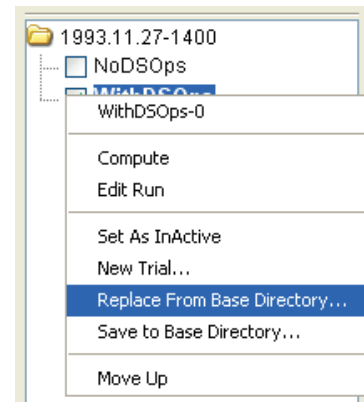 1993.11.27-1400
NoDSOps
WithDSOps
WithDSOps-0
Compute
Edit Run
Set As InActive
New Trial...
Replace From Base Directory...
Save to Base Directory...
Move Up